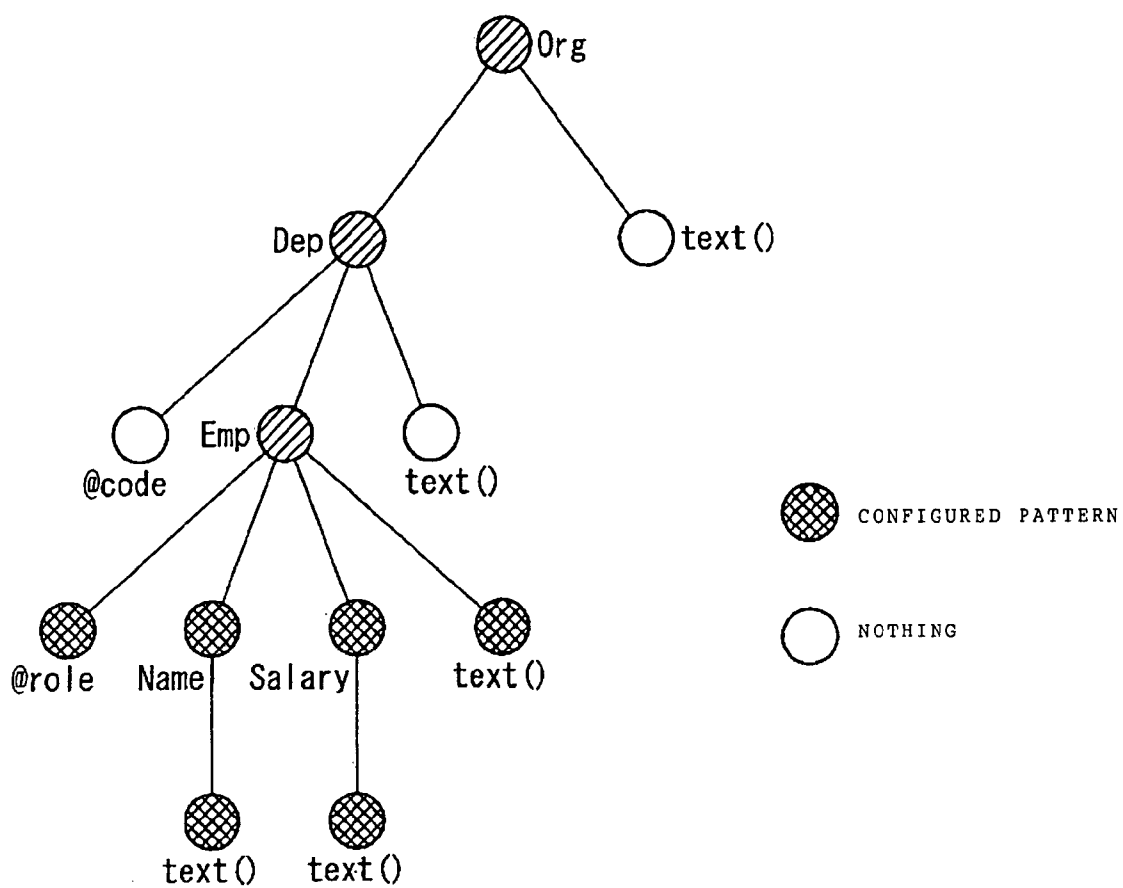 Org
Dep
text()
@code
Emp
text()
CONFIGURED PATTERN
NOTHING
@role
Name
Salary
text()
text()
text()